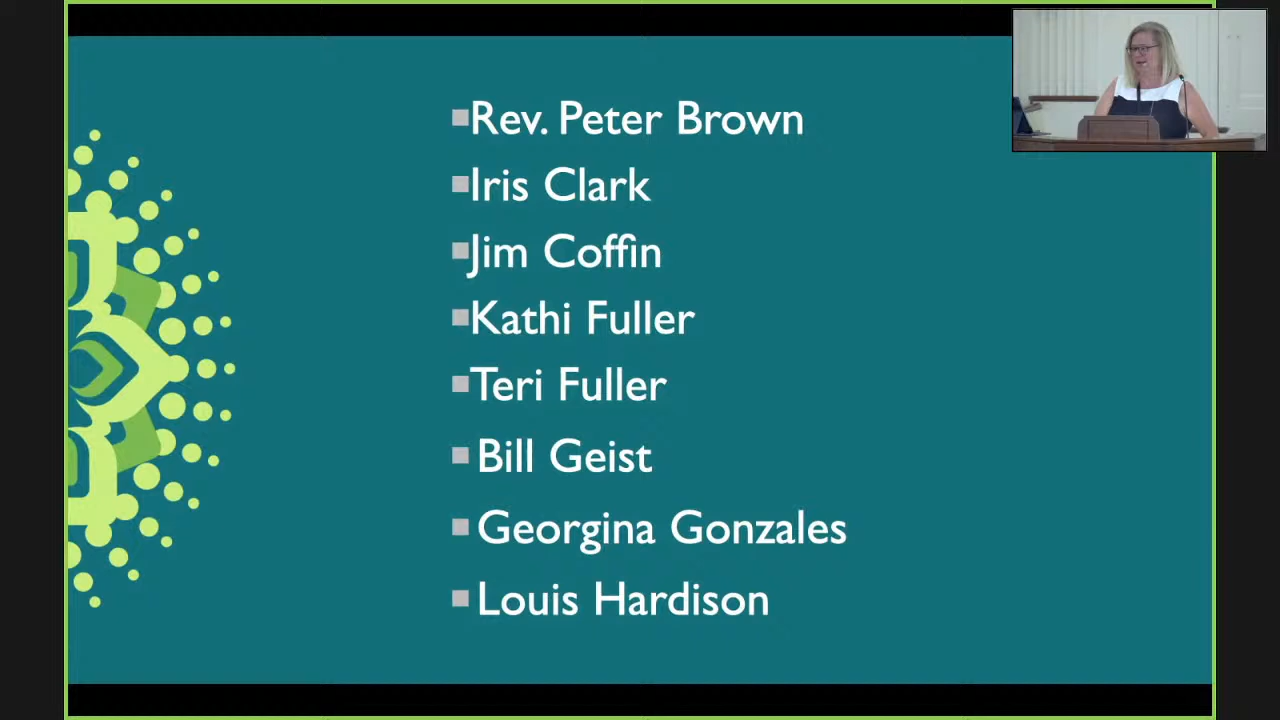 Rev. Peter Brown
Iris Clark
Jim Coffin
Kathi Fuller
Teri Fuller
Bill Geist
Georgina Gonzales
Louis Hardison